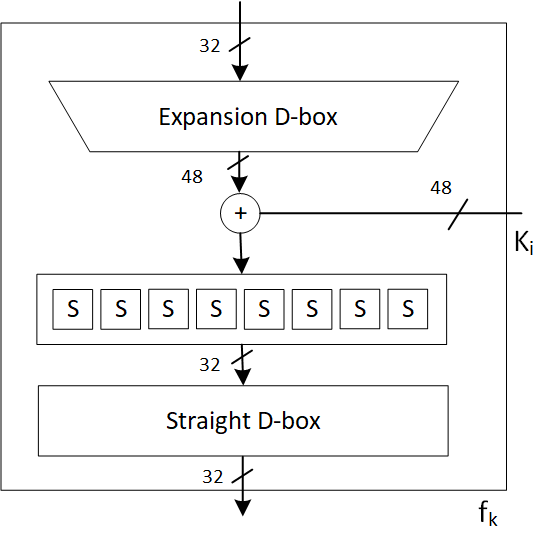 32
Expansion D-box
48
48
+
Ki
S S S S S S S S
32
Straight D-box
32
fk